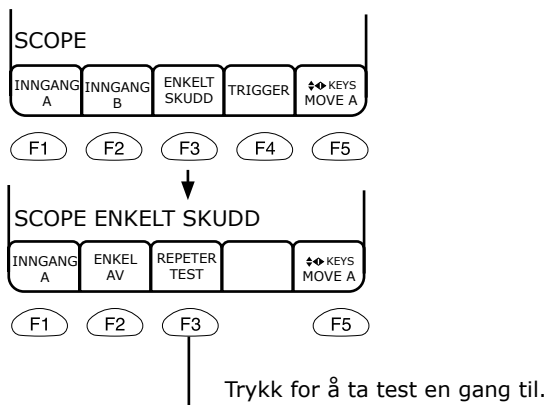 SCOPE
INNGANG A
INNGANG B
ENKELT SKUDD
TRIGGER
KEYS MOVE A
F1 F2 F3 F4 F5
SCOPE ENKELT SKUDD
INNGANG A
ENKEL AV
REPETER TEST
KEYS MOVE A
F1 F2 F3 F5
Trykk for å ta test en gang til.